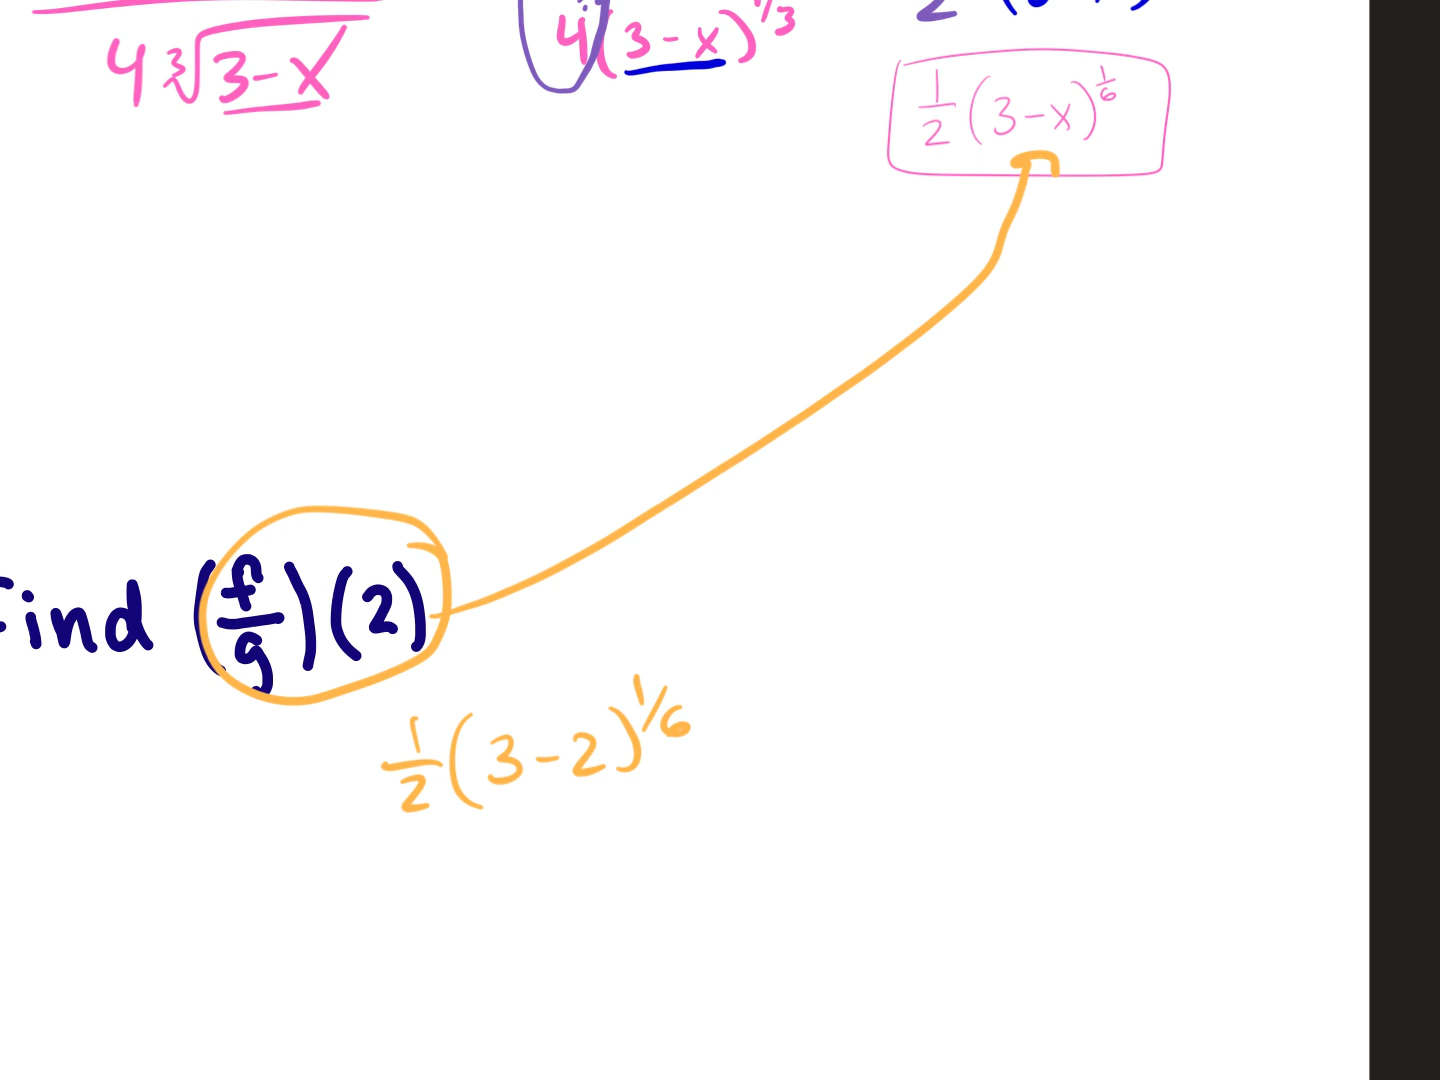 4∛(3-x)
4(3-x)^1/3
1/2 (3-x)^1/6
Find (f/g)(2)
1/2 (3-2)^1/6